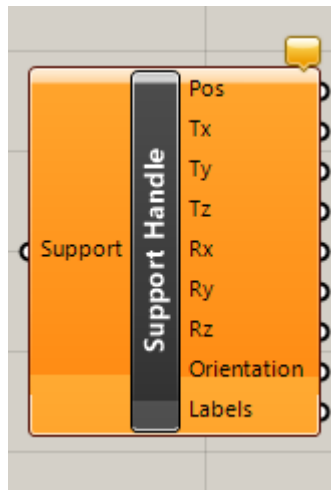 Support
Support Handle
Pos
Tx
Ty
Tz
Rx
Ry
Rz
Orientation
Labels